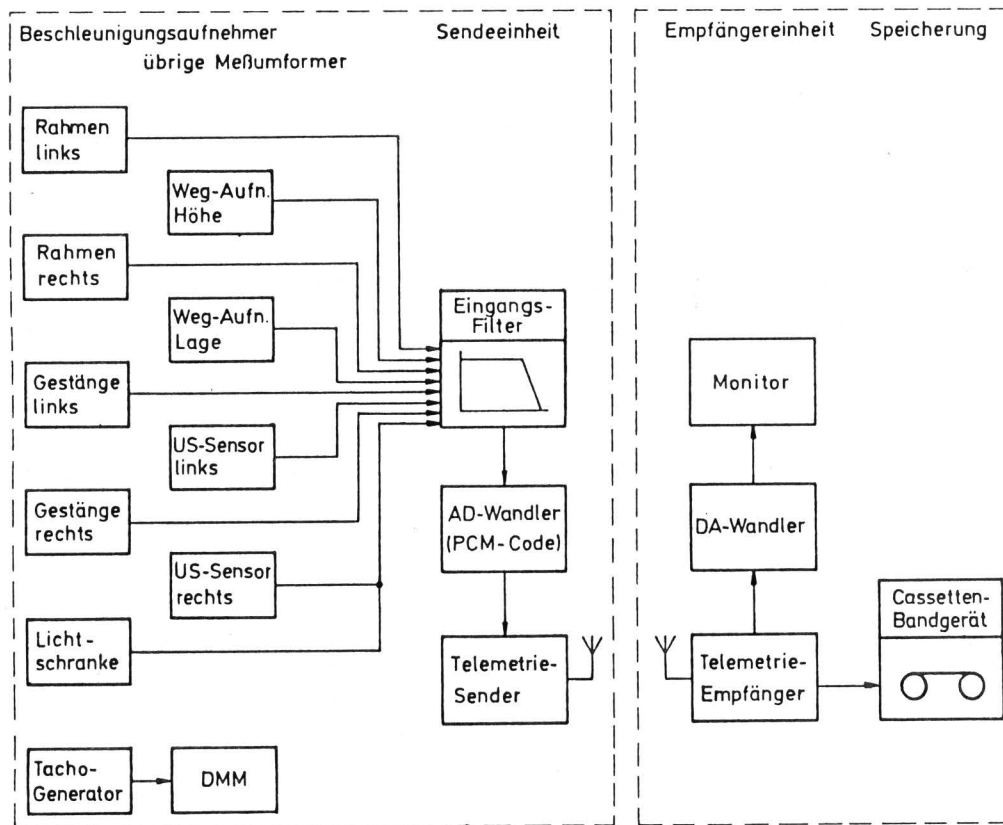 Beschleunigungsaufnehmer
übrige Meßumformer
Sendeeinheit
Empfängereinheit
Speicherung
Rahmen
links
Weg-Aufn.
Höhe
Rahmen
rechts
Weg-Aufn.
Lage
Gestänge
links
US-Sensor
links
Gestänge
rechts
US-Sensor
rechts
Licht-
schranke
Tacho-
Generator
DMM
Eingangs-
Filter
AD-Wandler
(PCM-Code)
Telemetrie-
Sender
Monitor
DA-Wandler
Telemetrie-
Empfänger
Cassetten-
Bandgerät